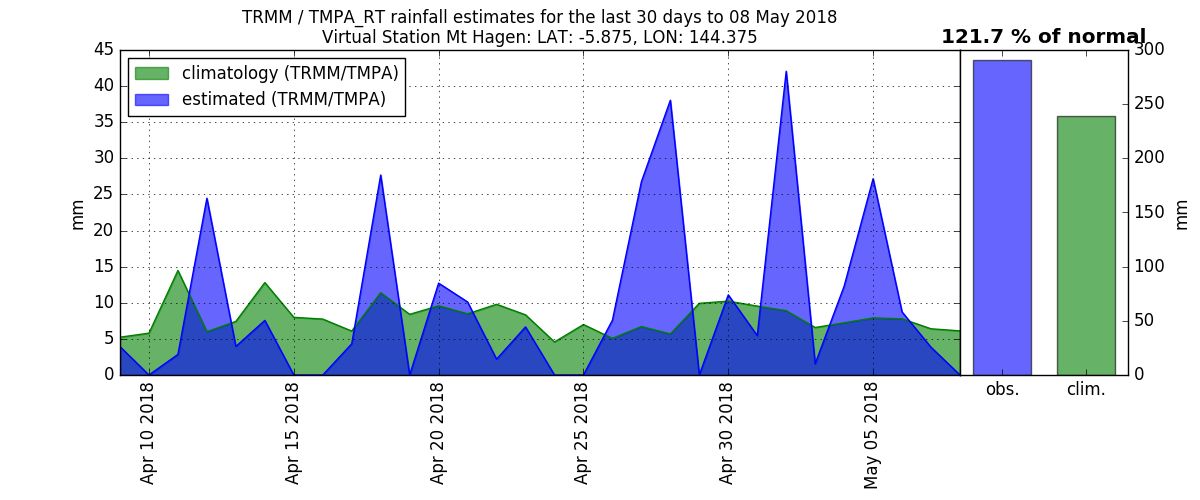 TRMM / TMPA_RT rainfall estimates for the last 30 days to 08 May 2018
Virtual Station Mt Hagen: LAT: -5.875, LON: 144.375
121.7 % of normal
climatology (TRMM/TMPA)
estimated (TRMM/TMPA)
45
40
35
30
25
20
15
10
5
0
mm
Apr 10 2018
Apr 15 2018
Apr 20 2018
Apr 25 2018
Apr 30 2018
May 05 2018
300
250
200
150
100
50
0
mm
obs.
clim.